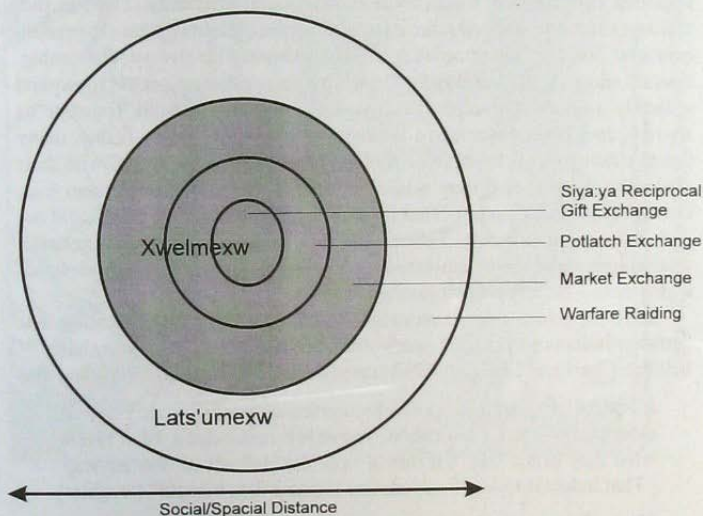 Siya:ya Reciprocal
Gift Exchange
Xwelmexw
Potlatch Exchange
Market Exchange
Warfare Raiding
Lats'umexw
Social/Spacial Distance